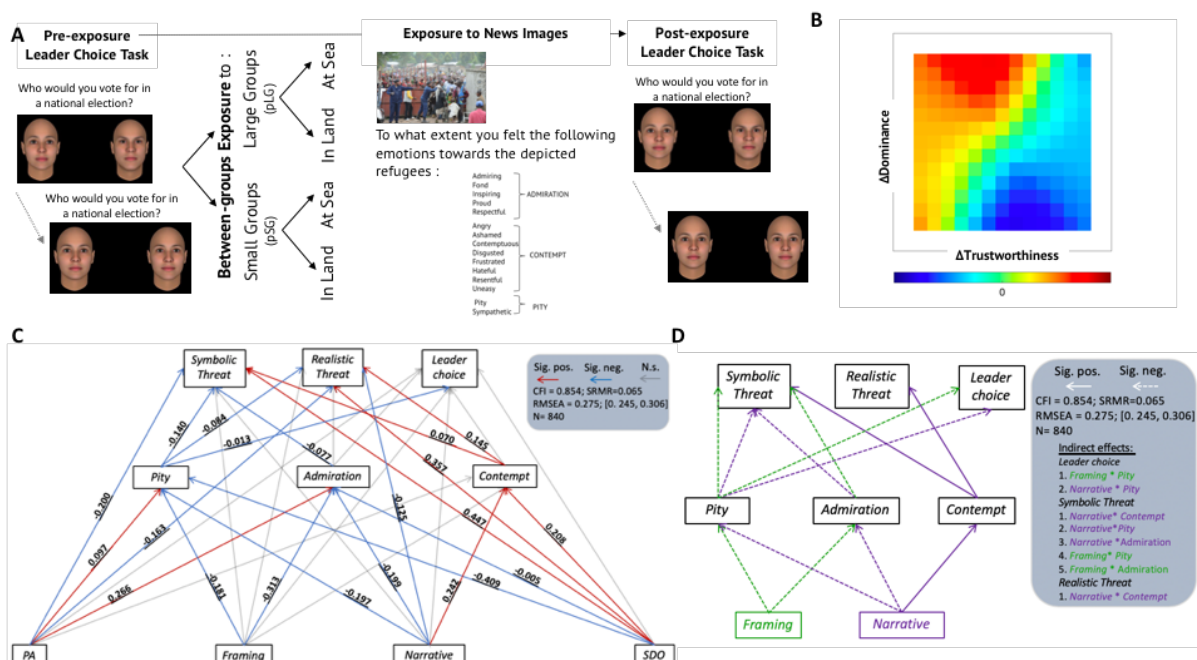 A
Pre-exposure
Leader Choice Task
Who would you vote for in
a national election?
Who would you vote for in
a national election?
Between-groups Exposure to :
Large Groups
(pLG)
Small Groups
(pSG)
At Sea
In Land
At Sea
In Land
Exposure to News Images
To what extent you felt the following
emotions towards the depicted
refugees :
Admiring
Fond
Inspiring
Proud
Respectful
ADMIRATION
Angry
Ashamed
Contemptuous
Disgusted
Frustrated
Hateful
Resentful
Uneasy
CONTEMPT
Pity
Sympathetic
PITY
Post-exposure
Leader Choice Task
Who would you vote for in
a national election?
B
ΔDominance
ΔTrustworthiness
0
C
Symbolic
Threat
Realistic
Threat
Leader
choice
Sig. pos. Sig. neg. N.s.
CFI = 0.854; SRMR=0.065
RMSEA = 0.275; [0. 245, 0.306]
N= 840
-0.140
-0.084
-0.013
-0.077
0.070
0.145
0.357
Pity
Admiration
Contempt
-0.200
-0.163
-0.125
0.447
0.208
0.097
0.266
-0.181
-0.313
-0.197
-0.199
0.242
-0.409
-0.005
PA
Framing
Narrative
SDO
D
Symbolic
Threat
Realistic
Threat
Leader
choice
Pity
Admiration
Contempt
Framing
Narrative
Sig. pos. Sig. neg.
CFI = 0.854; SRMR=0.065
RMSEA = 0.275; [0. 245, 0.306]
N= 840
Indirect effects:
Leader choice
1. Framing * Pity
2. Narrative * Pity
Symbolic Threat
1. Narrative* Contempt
2. Narrative*Pity
3. Narrative *Admiration
4. Framing* Pity
5. Framing * Admiration
Realistic Threat
1. Narrative * Contempt